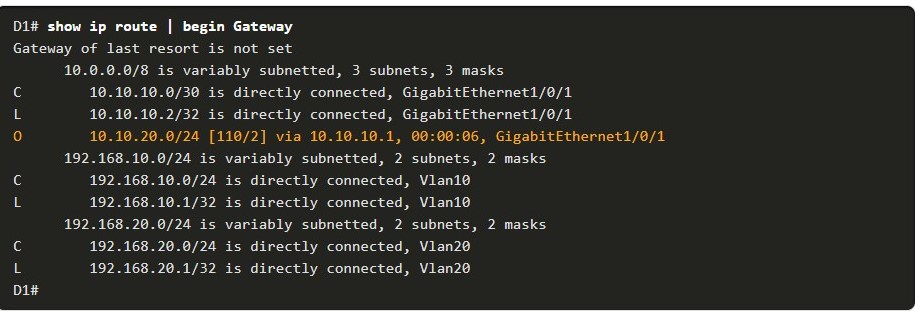 D1# show ip route | begin Gateway
Gateway of last resort is not set
      10.0.0.0/8 is variably subnetted, 3 subnets, 3 masks
C        10.10.10.0/30 is directly connected, GigabitEthernet1/0/1
L        10.10.10.2/32 is directly connected, GigabitEthernet1/0/1
O        10.10.20.0/24 [110/2] via 10.10.10.1, 00:00:06, GigabitEthernet1/0/1
      192.168.10.0/24 is variably subnetted, 2 subnets, 2 masks
C        192.168.10.0/24 is directly connected, Vlan10
L        192.168.10.1/32 is directly connected, Vlan10
      192.168.20.0/24 is variably subnetted, 2 subnets, 2 masks
C        192.168.20.0/24 is directly connected, Vlan20
L        192.168.20.1/32 is directly connected, Vlan20
D1#